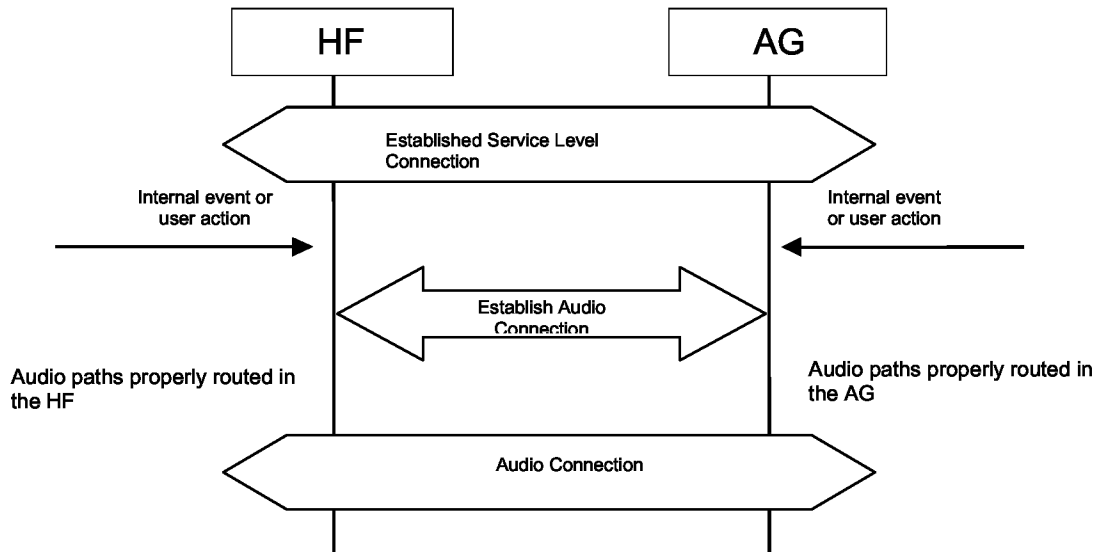 HF
AG
Established Service Level
Connection
Internal event or
user action
Internal event
or user action
Establish Audio
Connection
Audio paths properly routed in
the HF
Audio paths properly routed in
the AG
Audio Connection